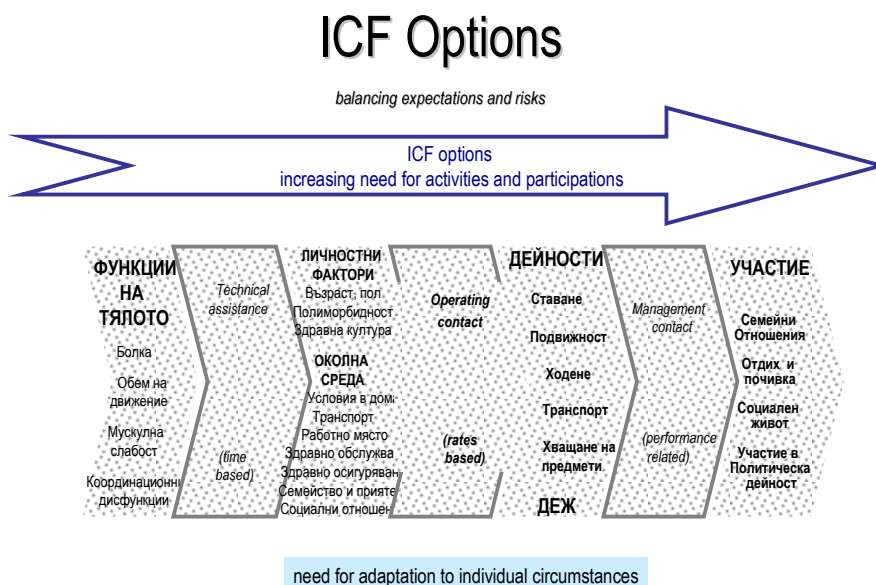 ICF Options
balancing expectations and risks
ICF options
increasing need for activities and participations
ФУНКЦИИ
НА
ТЯЛОТО
Болка
Обем на
движение
Мускулна
слабост
Координационн
дисфункции
Technical
assistance
(time
based)
ЛИЧНОСТНИ
ФАКТОРИ
Възраст, пол
Полиморбидност
Здравна култура
ОКОЛНА
СРЕДА
Условия в дома
Транспорт
Работно място
Здравно обслужва
Здравно осигуряван
Семейство и прияте
Социални отношен
Operating
contact
(rates
based)
ДЕЙНОСТИ
Ставане
Подвижност
Ходене
Транспорт
Хващане на
предмети
ДЕЖ
Management
contact
(performance
related)
УЧАСТИЕ
Семейни
Отношения
Отдих и
почивка
Социален
живот
Участие в
Политическа
дейност
need for adaptation to individual circumstances